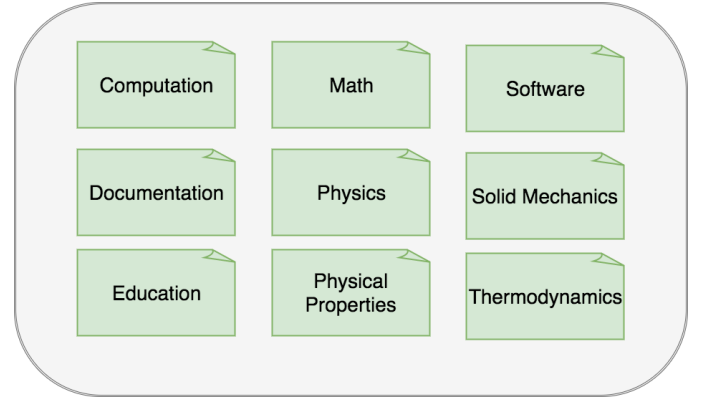 Computation
Math
Software
Documentation
Physics
Solid Mechanics
Education
Physical
Properties
Thermodynamics